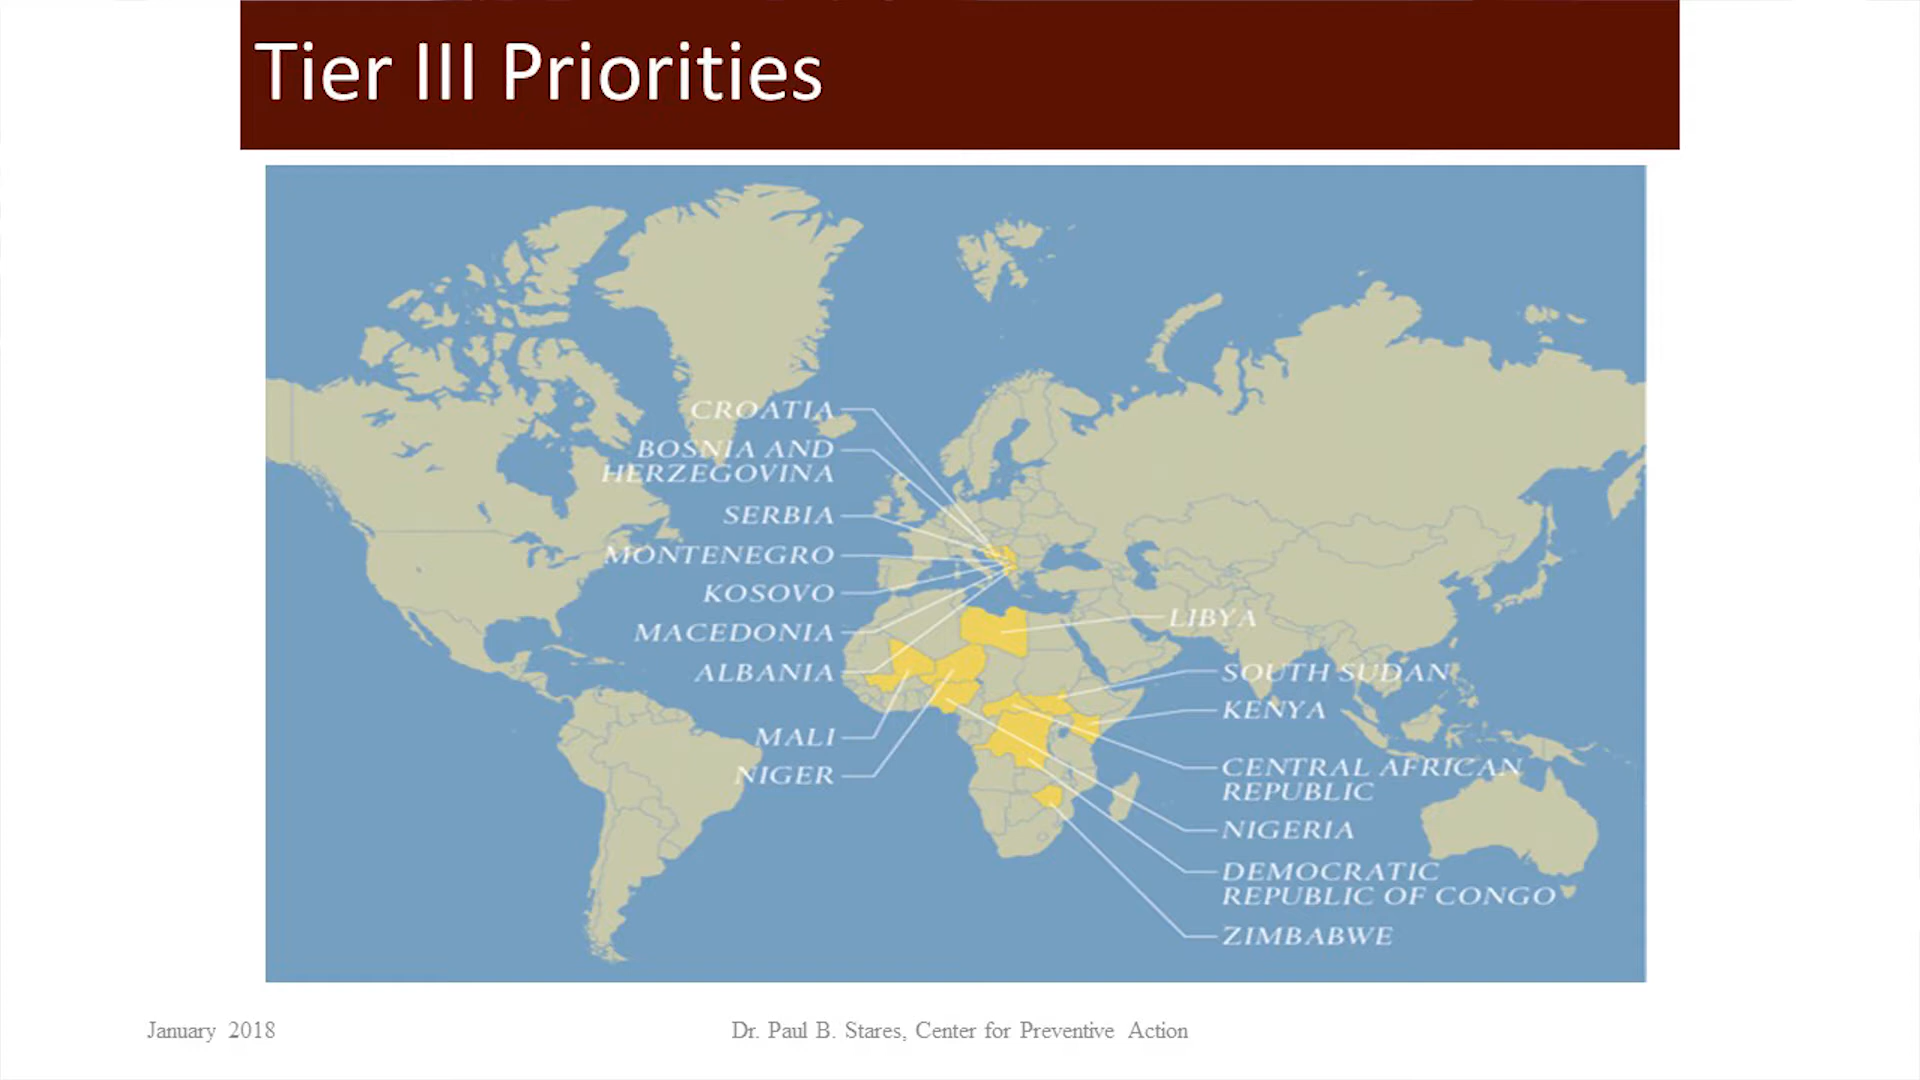 Tier III Priorities
CROATIA
BOSNIA AND
HERZEGOVINA
SERBIA
MONTENEGRO
KOSOVO
MACEDONIA
ALBANIA
MALI
NIGER
LIBYA
SOUTH SUDAN
KENYA
CENTRAL AFRICAN
REPUBLIC
NIGERIA
DEMOCRATIC
REPUBLIC OF CONGO
ZIMBABWE
January 2018
Dr. Paul B. Stares, Center for Preventive Action